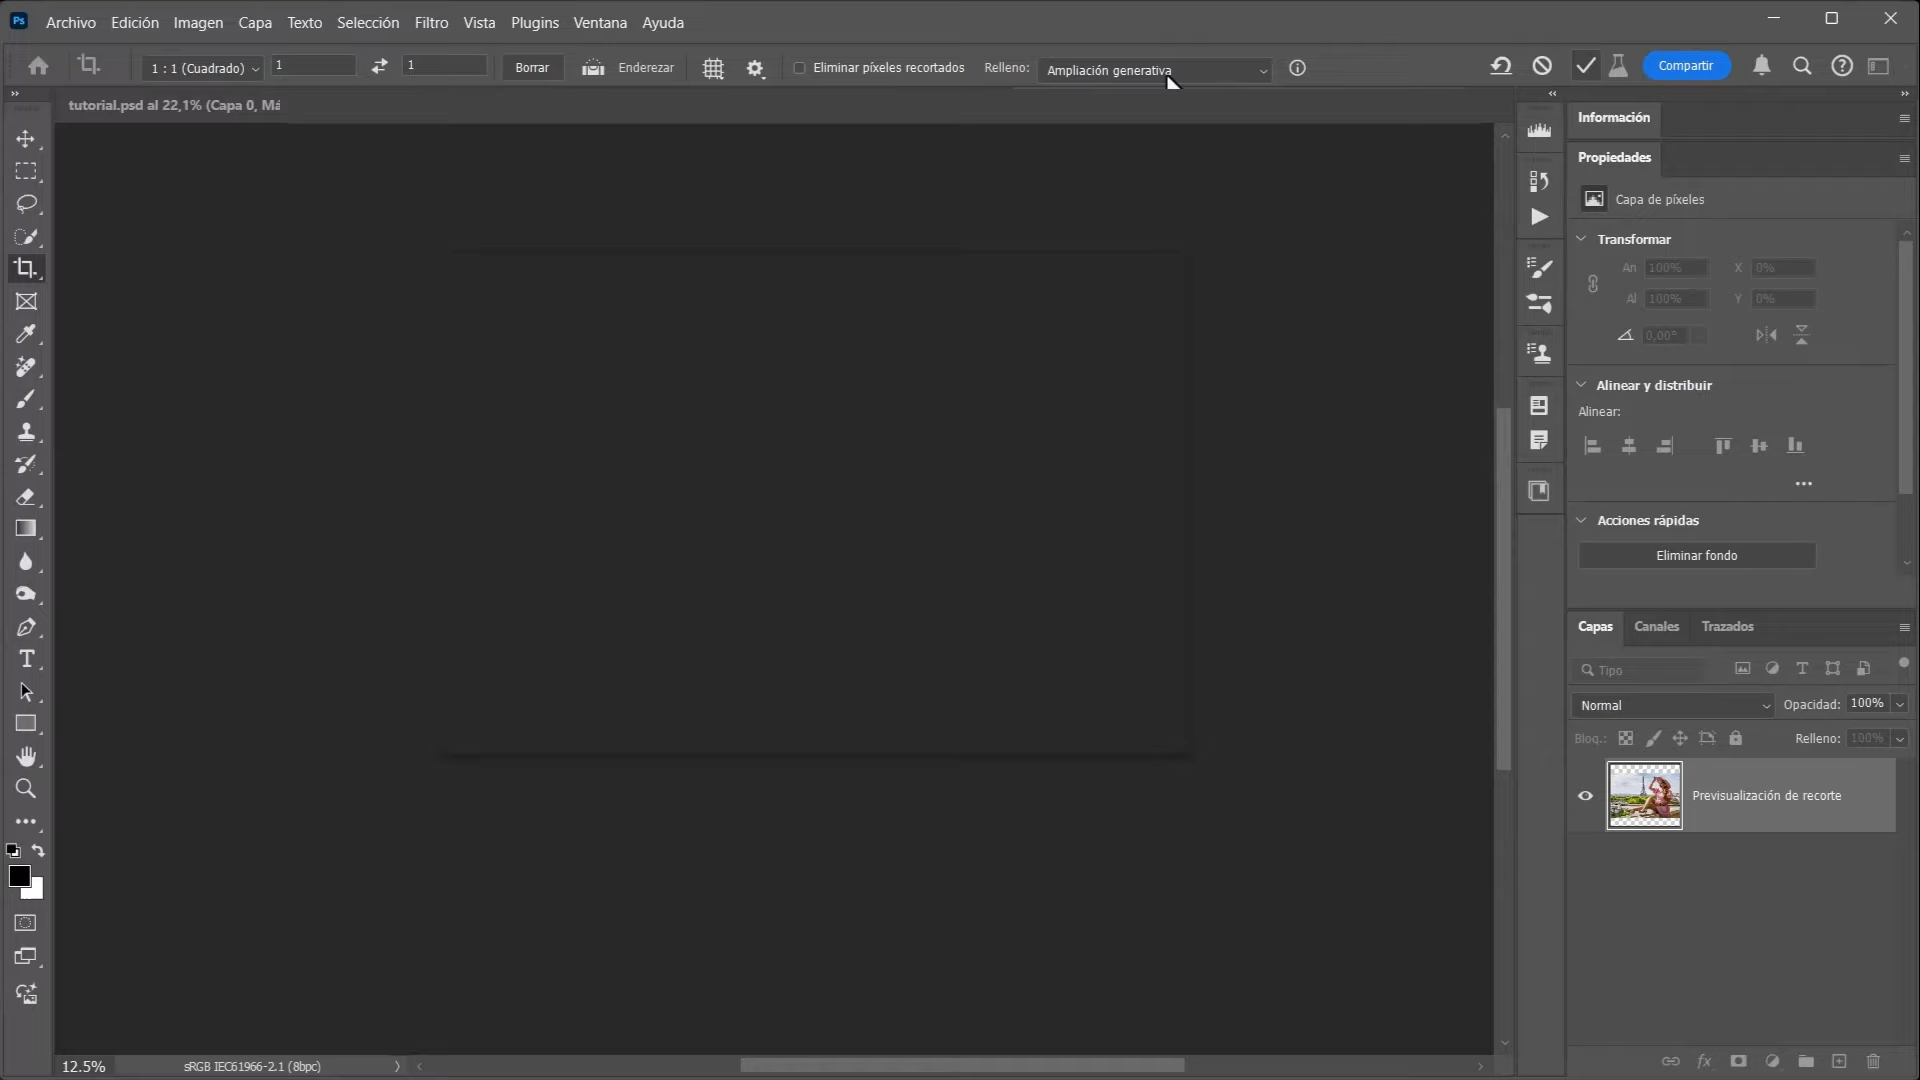 Ps Archivo Edición Imagen Capa Texto Selección Filtro Vista Plugins Ventana Ayuda
1 : 1 (Cuadrado) 1 1 Borrar Enderezar Eliminar píxeles recortados Relleno: Ampliación generativa Compartir
tutorial.psd al 22,1% (Capa 0, Má
Información
Propiedades
Capa de píxeles
Transformar
An 100% X 0%
Al 100% Y 0%
0,00°
Alinear y distribuir
Alinear:
Acciones rápidas
Eliminar fondo
Capas Canales Trazados
Tipo
Normal Opacidad: 100%
Bloq.: Relleno: 100%
Previsualización de recorte
fx
12.5% sRGB IEC61966-2.1 (8bpc)